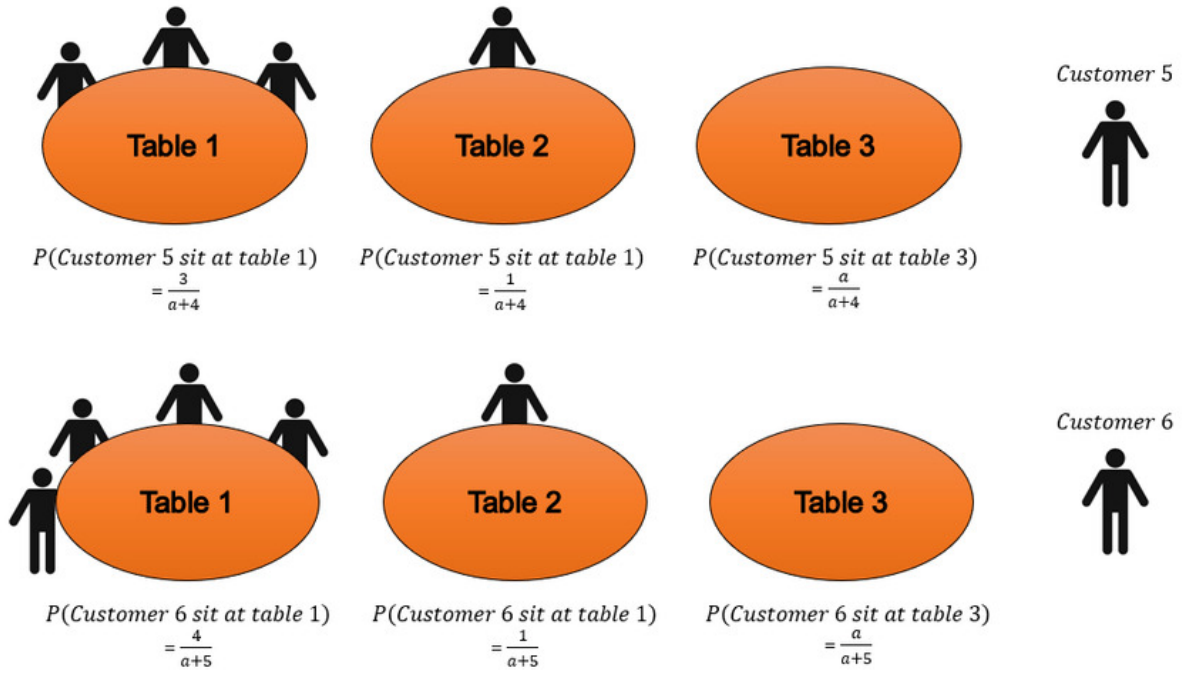 Table 1
Table 2
Table 3
Customer 5
P(Customer 5 sit at table 1)
= 3/(a+4)
P(Customer 5 sit at table 1)
= 1/(a+4)
P(Customer 5 sit at table 3)
= a/(a+4)
Table 1
Table 2
Table 3
Customer 6
P(Customer 6 sit at table 1)
= 4/(a+5)
P(Customer 6 sit at table 1)
= 1/(a+5)
P(Customer 6 sit at table 3)
= a/(a+5)